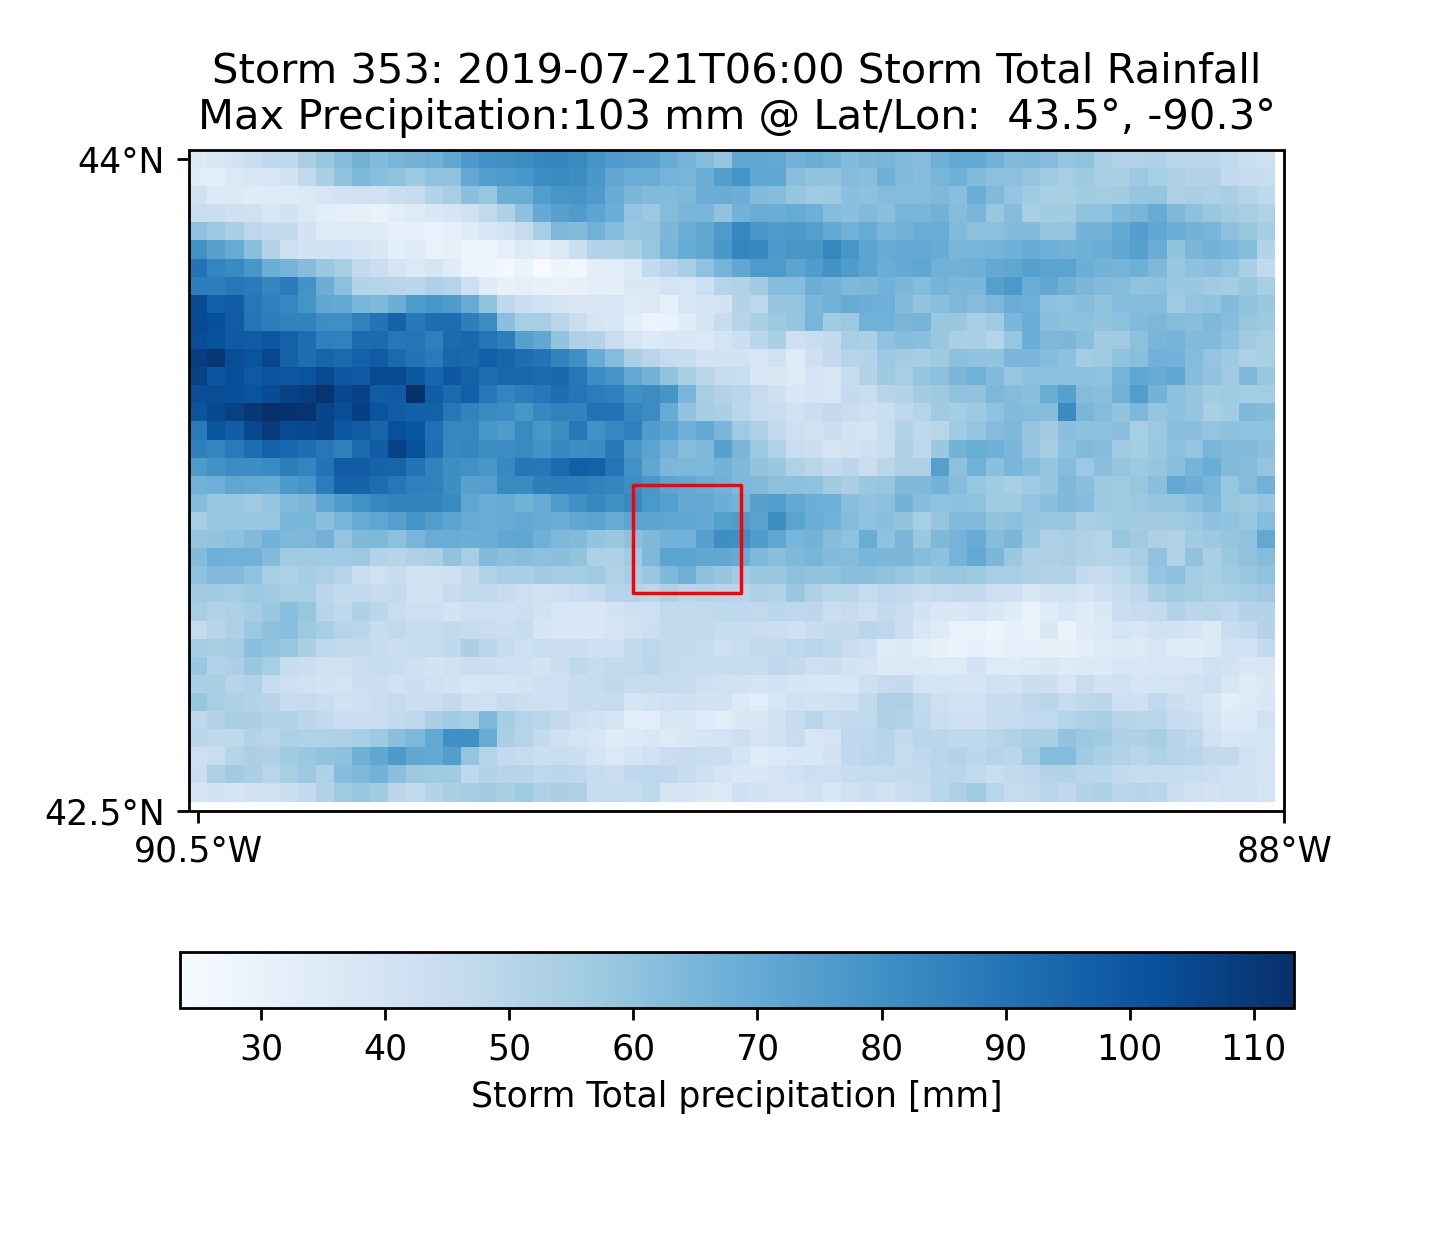 Storm 353: 2019-07-21T06:00 Storm Total Rainfall
Max Precipitation:103 mm @ Lat/Lon:  43.5°, -90.3°
44°N
42.5°N
90.5°W 88°W
30 40 50 60 70 80 90 100 110
Storm Total precipitation [mm]